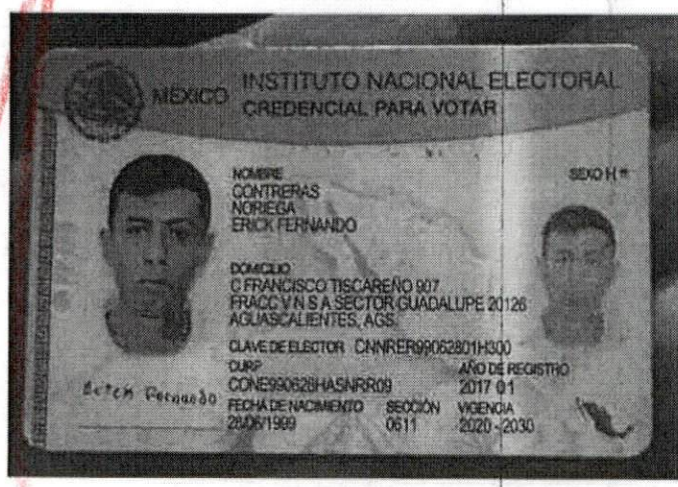 MÉXICO
INSTITUTO NACIONAL ELECTORAL
CREDENCIAL PARA VOTAR
NOMBRE
CONTRERAS
NORIEGA
ERICK FERNANDO
SEXO H
DOMICILIO
C FRANCISCO TISCAREÑO 907
FRACC V N S A SECTOR GUADALUPE 20126
AGUASCALIENTES, AGS.
CLAVE DE ELECTOR CNNRER99062801H300
CURP
CONE990628HASNRR09
AÑO DE REGISTRO
2017 01
FECHA DE NACIMIENTO
28/06/1999
SECCIÓN
0611
VIGENCIA
2020 - 2030
Erick Fernando